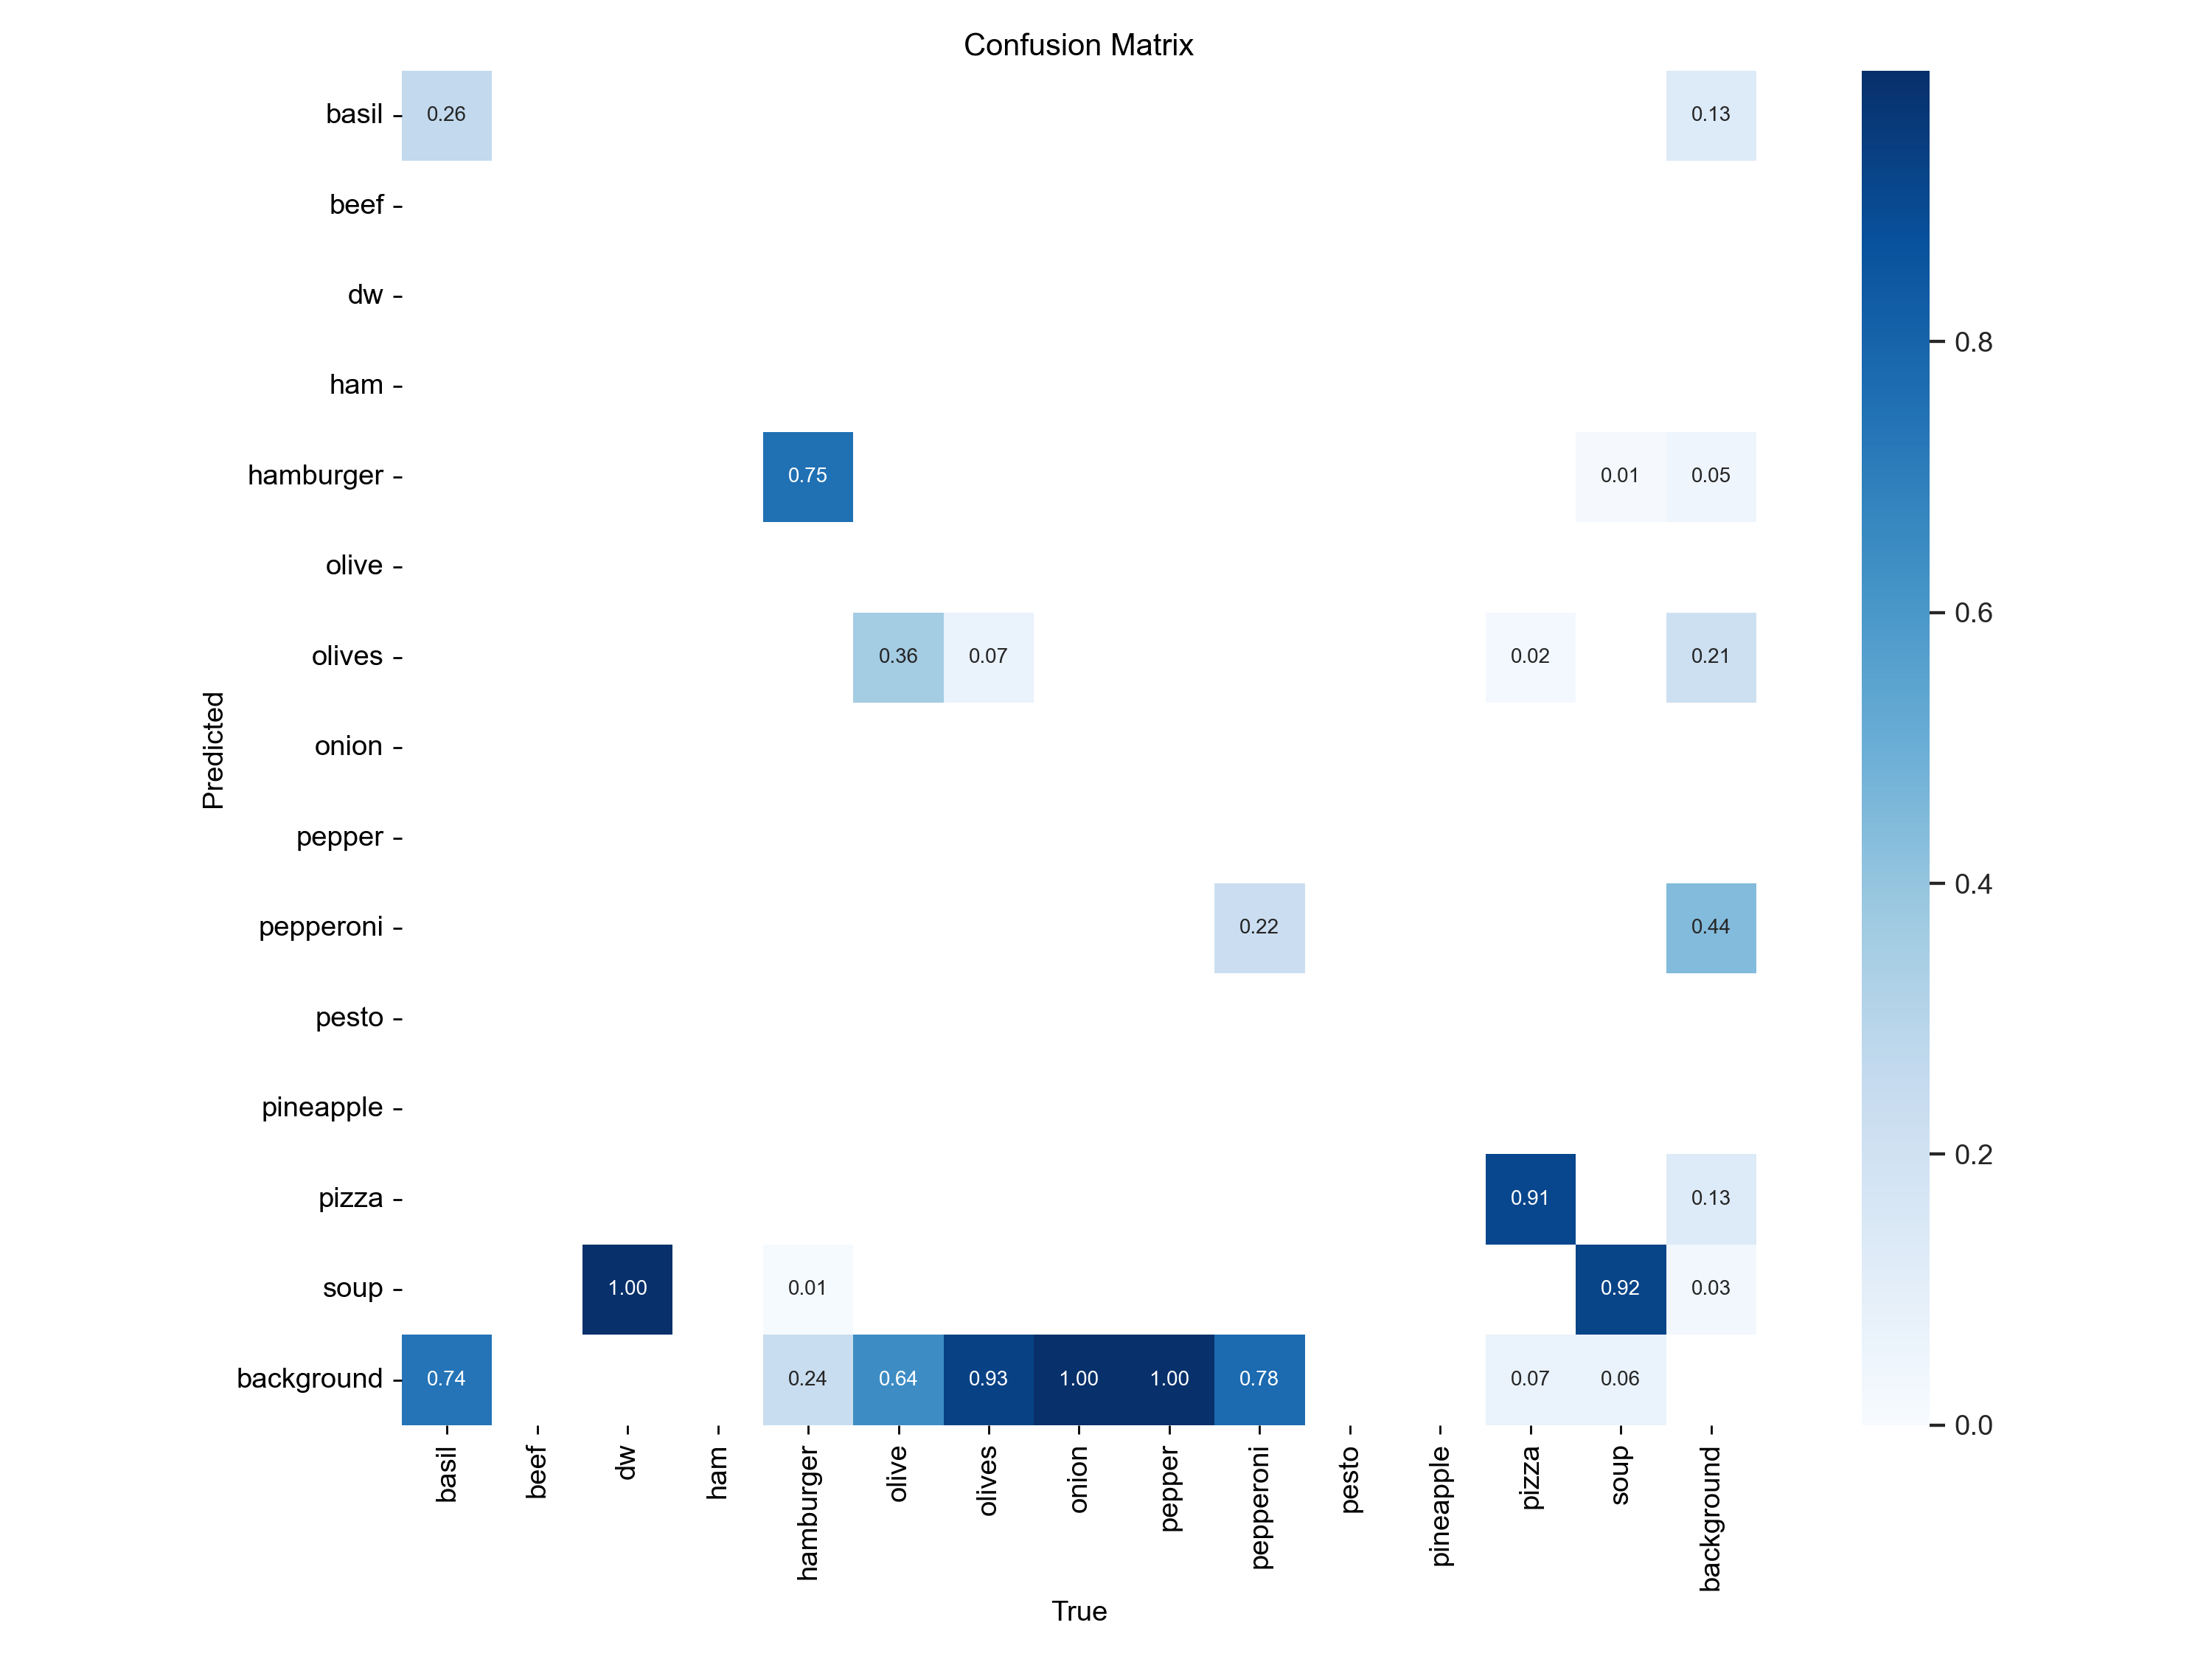 Confusion Matrix
basil 0.26 0.13
beef
dw
ham
0.8
hamburger 0.75 0.01 0.05
olive
0.6
olives 0.36 0.07 0.02 0.21
Predicted
onion
pepper
0.4
pepperoni 0.22 0.44
pesto
pineapple
0.2
pizza 0.91 0.13
soup 1.00 0.01 0.92 0.03
background 0.74 0.24 0.64 0.93 1.00 1.00 0.78 0.07 0.06
0.0
basil beef dw ham hamburger olive olives onion pepper pepperoni pesto pineapple pizza soup background
True